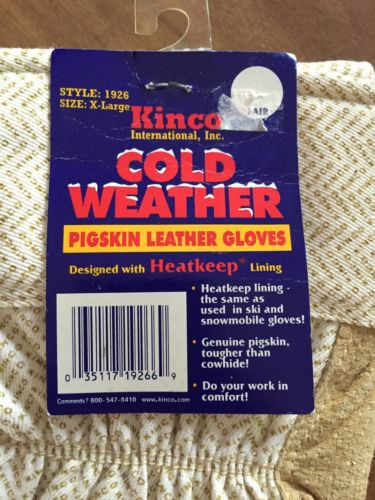 STYLE: 1926
SIZE: X-Large
AIR
Kinco
International, Inc.
COLD
WEATHER
PIGSKIN LEATHER GLOVES
Designed with Heatkeep® Lining
• Heatkeep lining -
the same as
used in ski and
snowmobile gloves!
• Genuine pigskin,
tougher than
cowhide!
• Do your work in
comfort!
0 35117 19266 9
Comments? 800-547-8410 • www.kinco.com